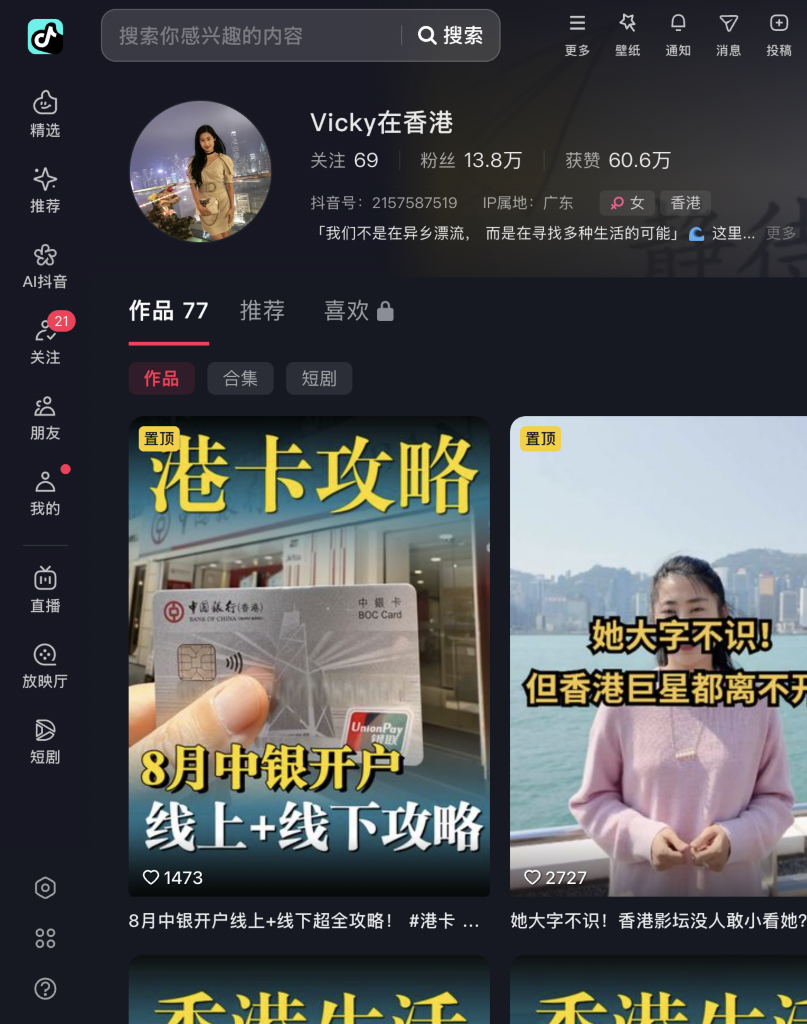 搜索你感兴趣的内容
搜索
更多
壁纸
通知
消息
投稿
精选
推荐
AI抖音
21
关注
朋友
我的
直播
放映厅
短剧
Vicky在香港
关注 69
粉丝 13.8万
获赞 60.6万
抖音号：2157587519
IP属地：广东
女
香港
「我们不是在异乡漂流， 而是在寻找多种生活的可能」🌊 这里... 更多
作品 77
推荐
喜欢
作品
合集
短剧
置顶
港卡攻略
中国银行(香港)
BANK OF CHINA
中銀卡
BOC Card
UnionPay
银联
8月中银开户
线上+线下攻略
1473
8月中银开户线上+线下超全攻略！ #港卡 ...
置顶
她大字不识！
但香港巨星都离不开
2727
她大字不识！香港影坛没人敢小看她?
香港生活
香港生活